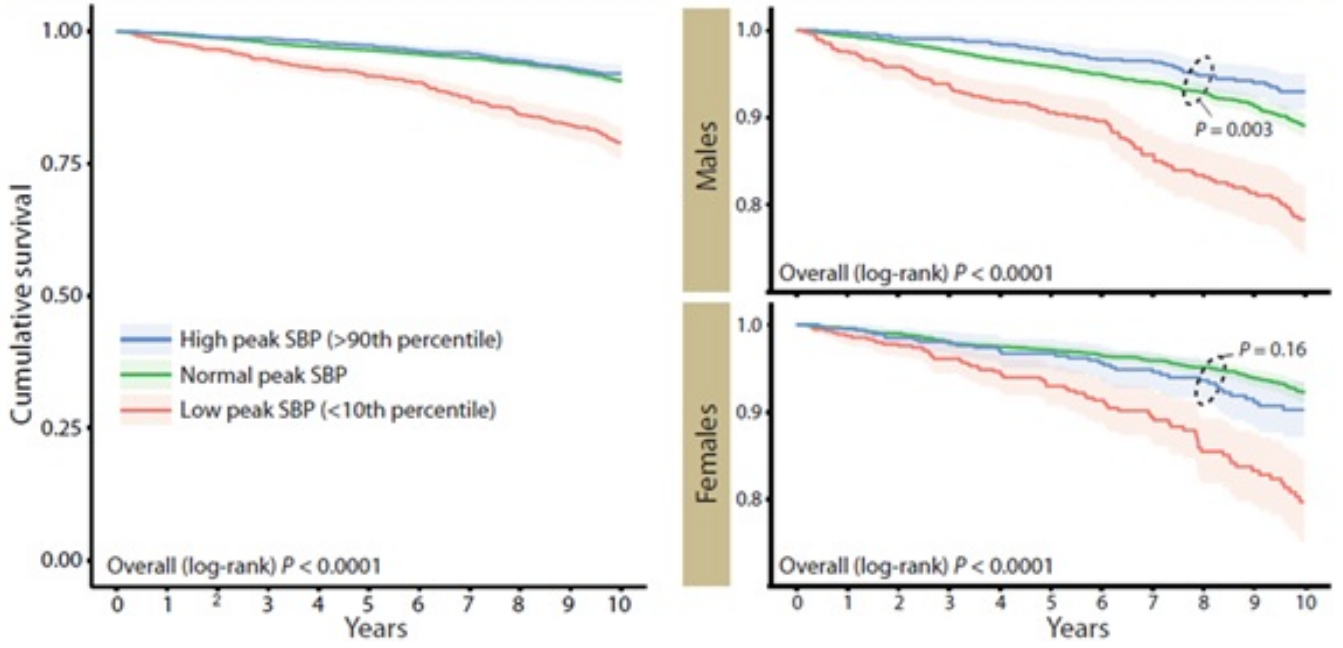 Cumulative survival
1.00
0.75
0.50
0.25
0.00
High peak SBP (>90th percentile)
Normal peak SBP
Low peak SBP (<10th percentile)
Overall (log-rank) P < 0.0001
0 1 2 3 4 5 6 7 8 9 10
Years
Males
1.0
0.9
0.8
P = 0.003
Overall (log-rank) P < 0.0001
Females
1.0
0.9
0.8
P = 0.16
Overall (log-rank) P < 0.0001
0 1 2 3 4 5 6 7 8 9 10
Years